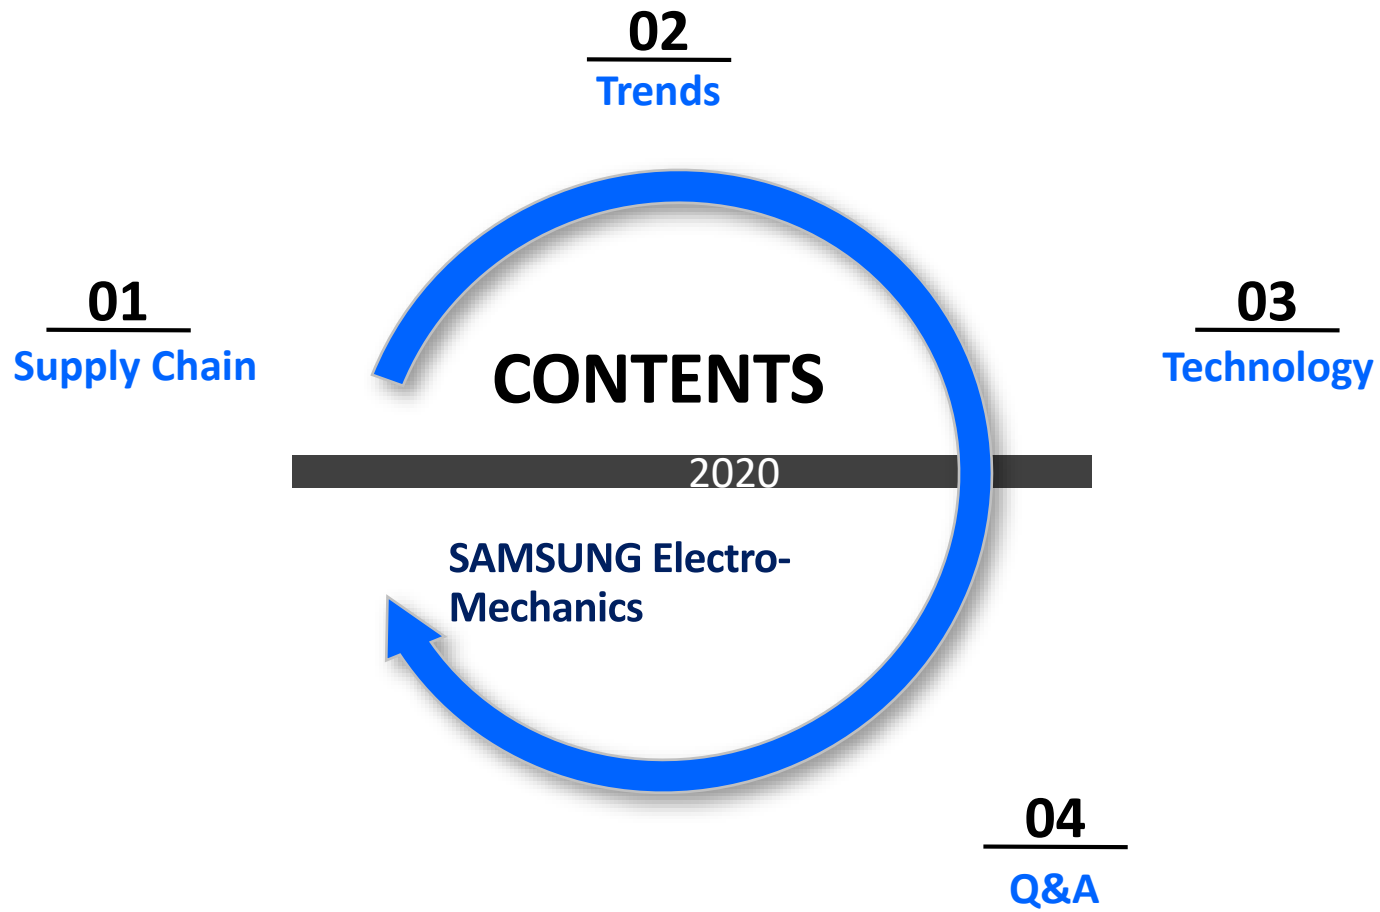 02
Trends
01
Supply Chain
03
Technology
CONTENTS
2020
SAMSUNG Electro-
Mechanics
04
Q&A